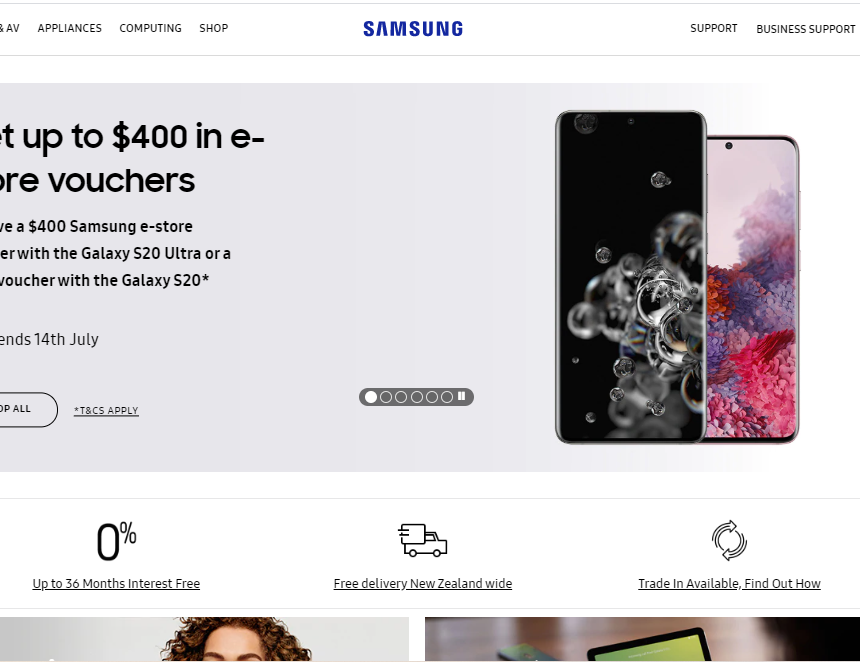 & AV APPLIANCES COMPUTING SHOP SAMSUNG SUPPORT BUSINESS SUPPORT
et up to $400 in e-
ore vouchers
ve a $400 Samsung e-store
er with the Galaxy S20 Ultra or a
voucher with the Galaxy S20*
ends 14th July
OP ALL *T&CS APPLY
0%
Up to 36 Months Interest Free
Free delivery New Zealand wide
Trade In Available, Find Out How